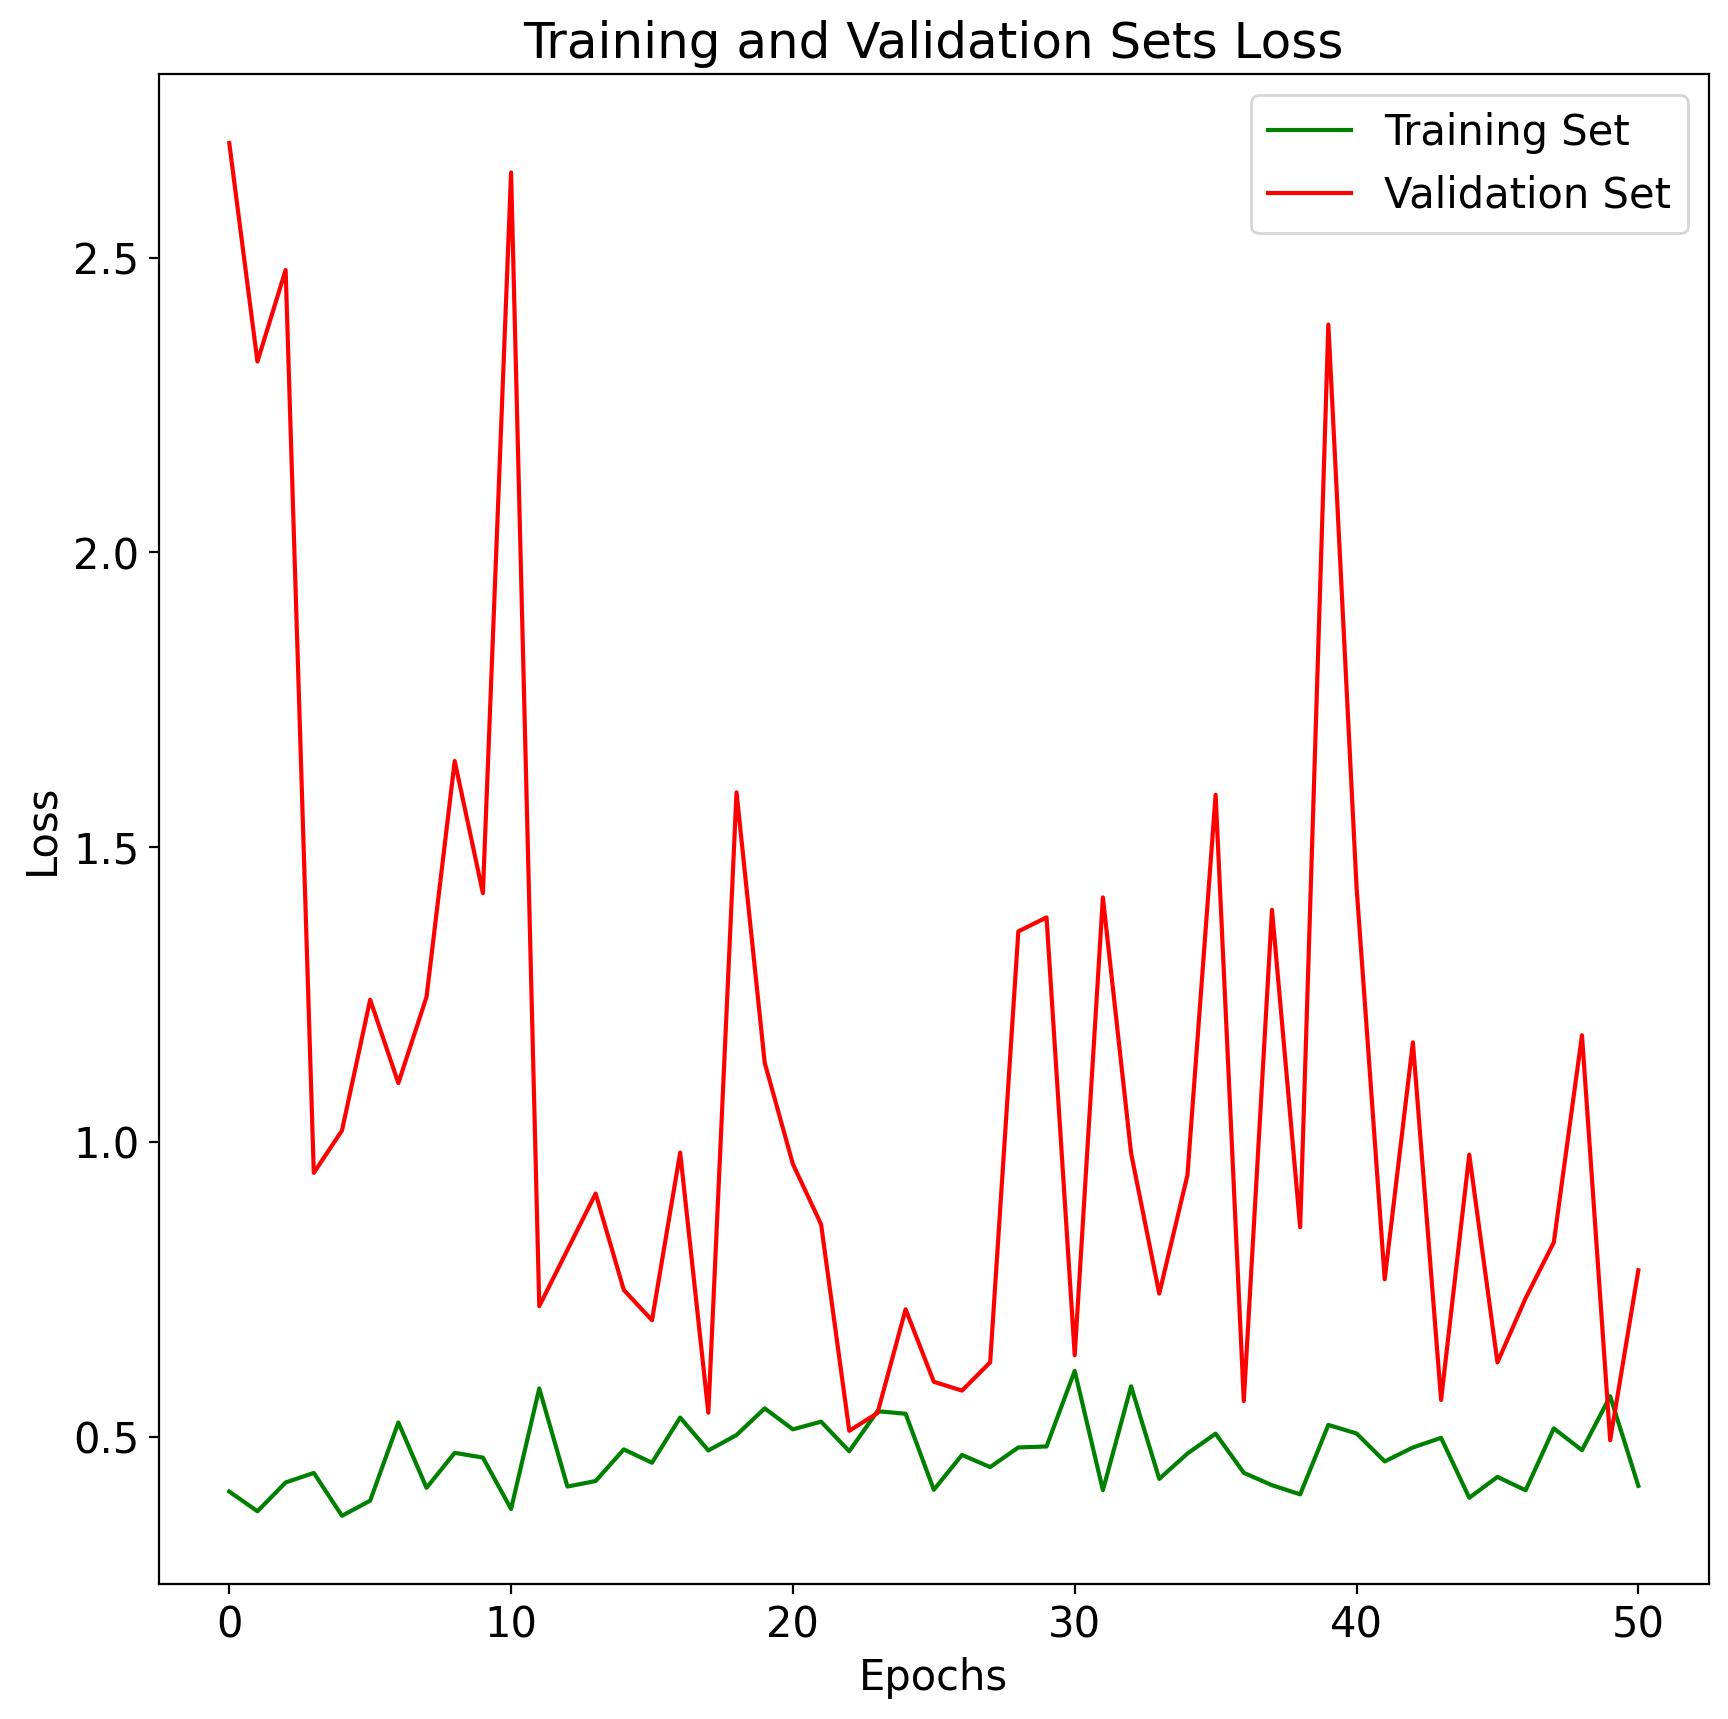 Training and Validation Sets Loss
Training Set
Validation Set
2.5
2.0
1.5
1.0
0.5
Loss
0 10 20 30 40 50
Epochs